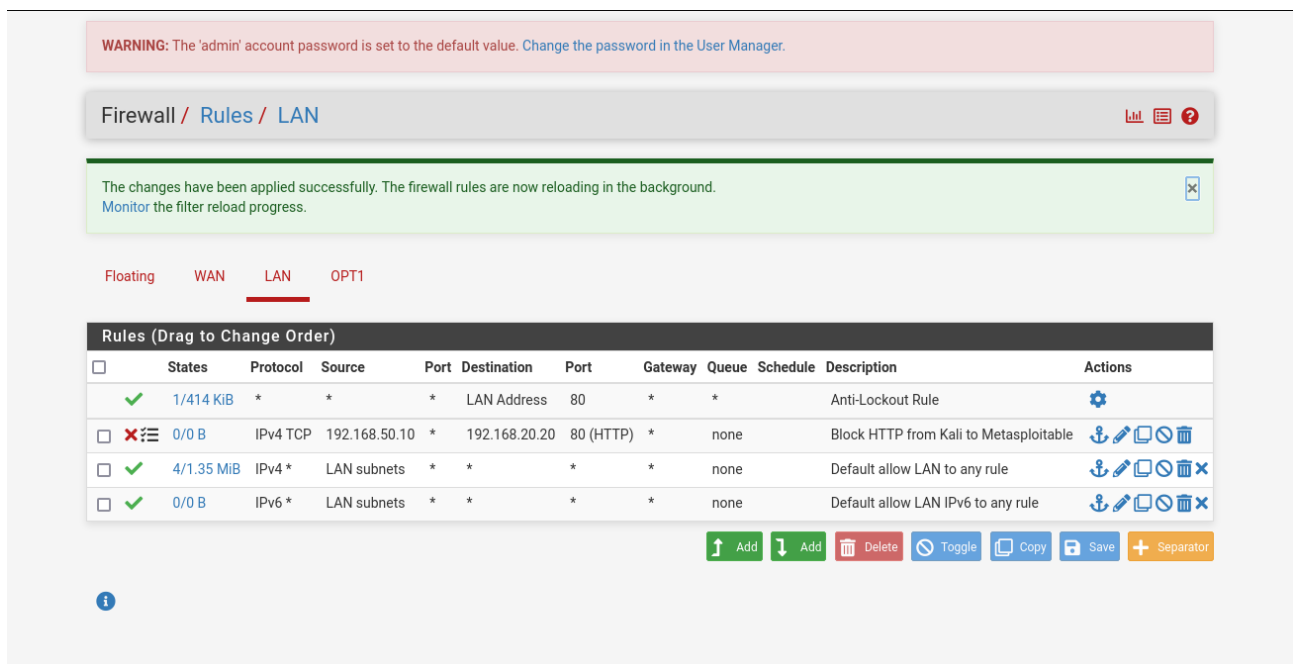 WARNING: The 'admin' account password is set to the default value. Change the password in the User Manager.
Firewall / Rules / LAN
The changes have been applied successfully. The firewall rules are now reloading in the background.
Monitor the filter reload progress.
Floating WAN LAN OPT1
Rules (Drag to Change Order)
States Protocol Source Port Destination Port Gateway Queue Schedule Description Actions
1/414 KiB * * * LAN Address 80 * * Anti-Lockout Rule
0/0 B IPv4 TCP 192.168.50.10 * 192.168.20.20 80 (HTTP) * none Block HTTP from Kali to Metasploitable
4/1.35 MiB IPv4 * LAN subnets * * * * none Default allow LAN to any rule
0/0 B IPv6 * LAN subnets * * * * none Default allow LAN IPv6 to any rule
Add Add Delete Toggle Copy Save Separator